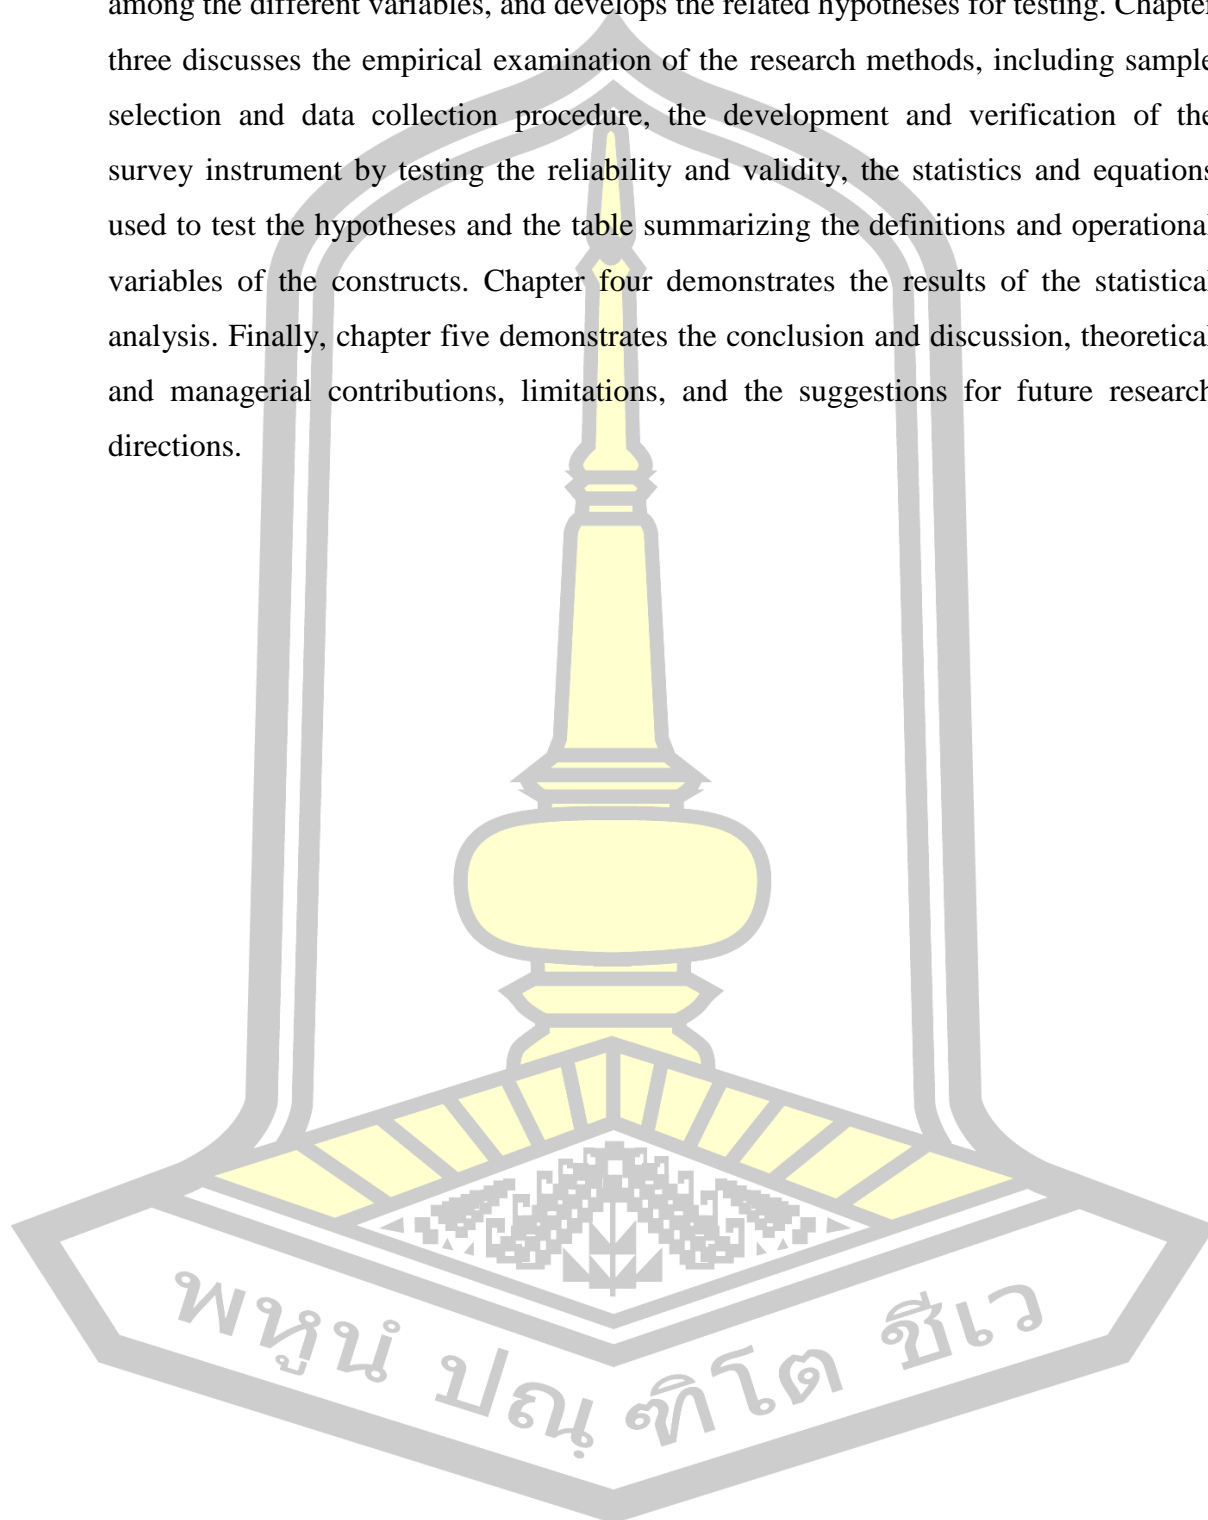 among the different variables, and develops the related hypotheses for testing. Chapter
three discusses the empirical examination of the research methods, including sample
selection and data collection procedure, the development and verification of the
survey instrument by testing the reliability and validity, the statistics and equations
used to test the hypotheses and the table summarizing the definitions and operational
variables of the constructs. Chapter four demonstrates the results of the statistical
analysis. Finally, chapter five demonstrates the conclusion and discussion, theoretical
and managerial contributions, limitations, and the suggestions for future research
directions.
พหูนํ ปณฺ ฑิโต ชีเว